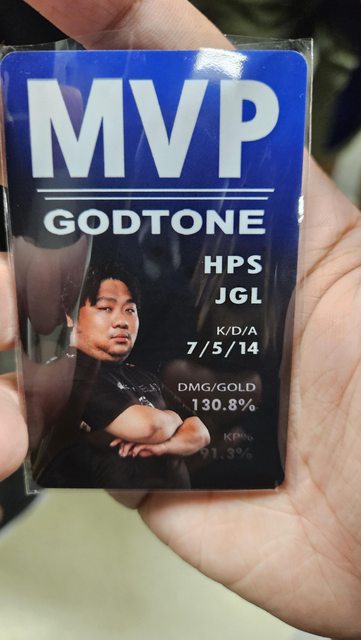 MVP
GODTONE
HPS
JGL
K/D/A
7/5/14
DMG/GOLD
130.8%
KP%
91.3%